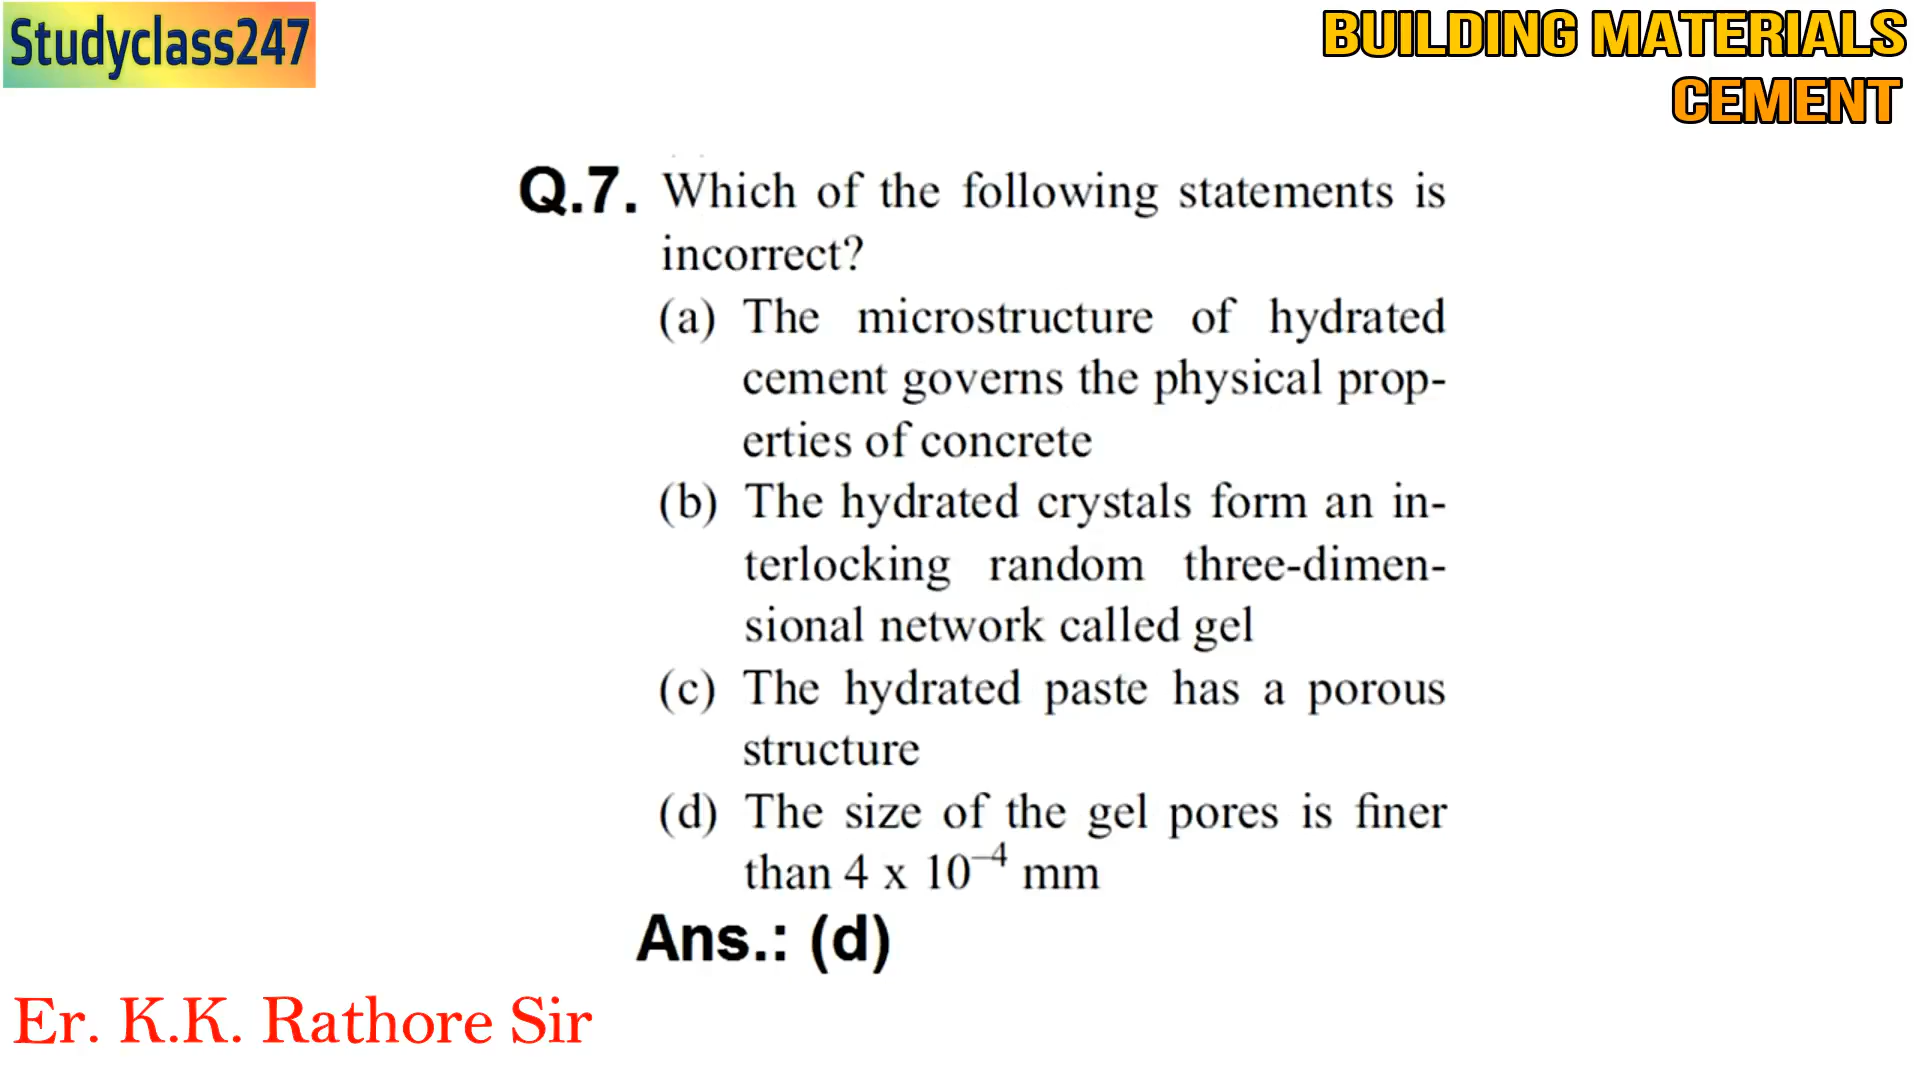 Studyclass247
BUILDING MATERIALS
CEMENT
Q.7. Which of the following statements is
incorrect?
(a) The microstructure of hydrated
cement governs the physical prop-
erties of concrete
(b) The hydrated crystals form an in-
terlocking random three-dimen-
sional network called gel
(c) The hydrated paste has a porous
structure
(d) The size of the gel pores is finer
than 4 x 10⁻⁴ mm
Ans.: (d)
Er. K.K. Rathore Sir